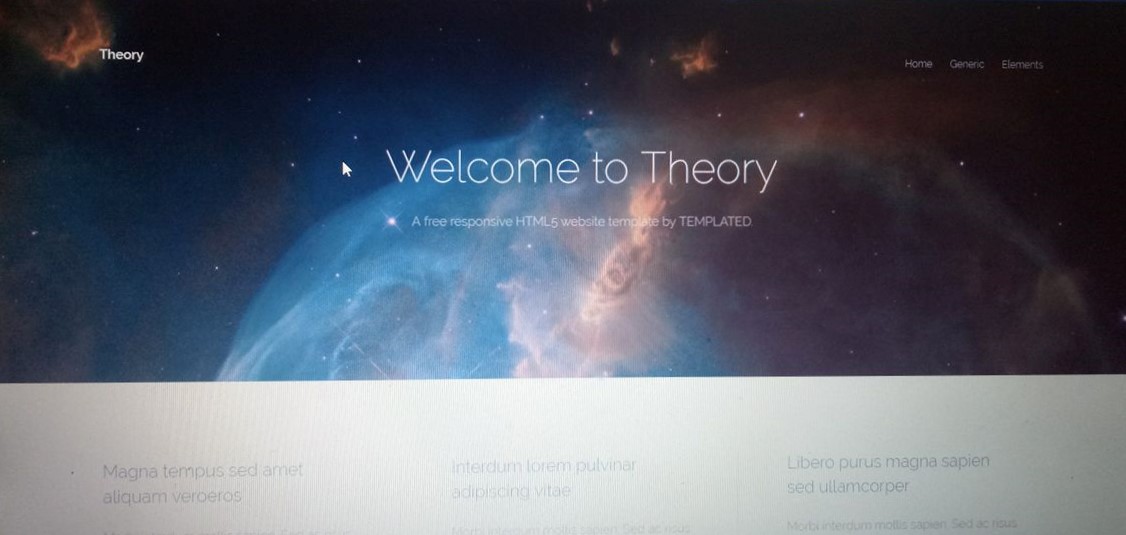 Theory
Home Generic Elements
Welcome to Theory
A free responsive HTML5 website template by TEMPLATED
Magna tempus sed amet
aliquam veroeros
Interdum lorem pulvinar
adipiscing vitae
Libero purus magna sapien
sed ullamcorper
Morbi interdum mollis sapien. Sed ac risus
Morbi interdum mollis sapien. Sed ac risus